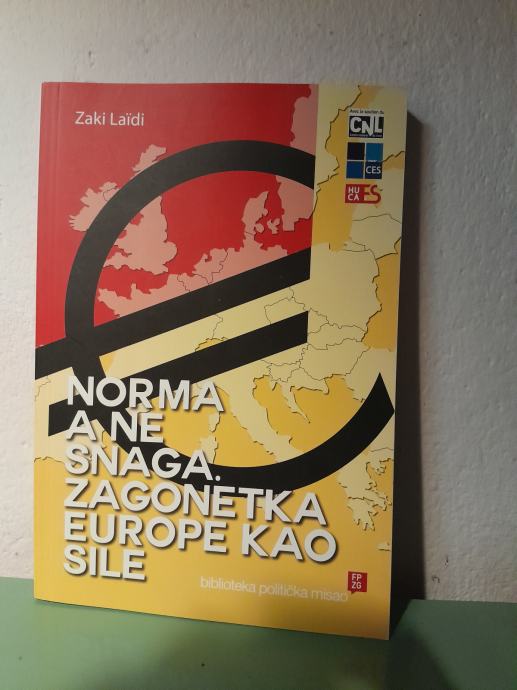 Zaki Laïdi
Avec le soutien du
CNL
CES
HU
CA
ES
NORMA
A NE
SNAGA.
ZAGONETKA
EUROPE KAO
SILE
biblioteka politička misao
FP
ZG